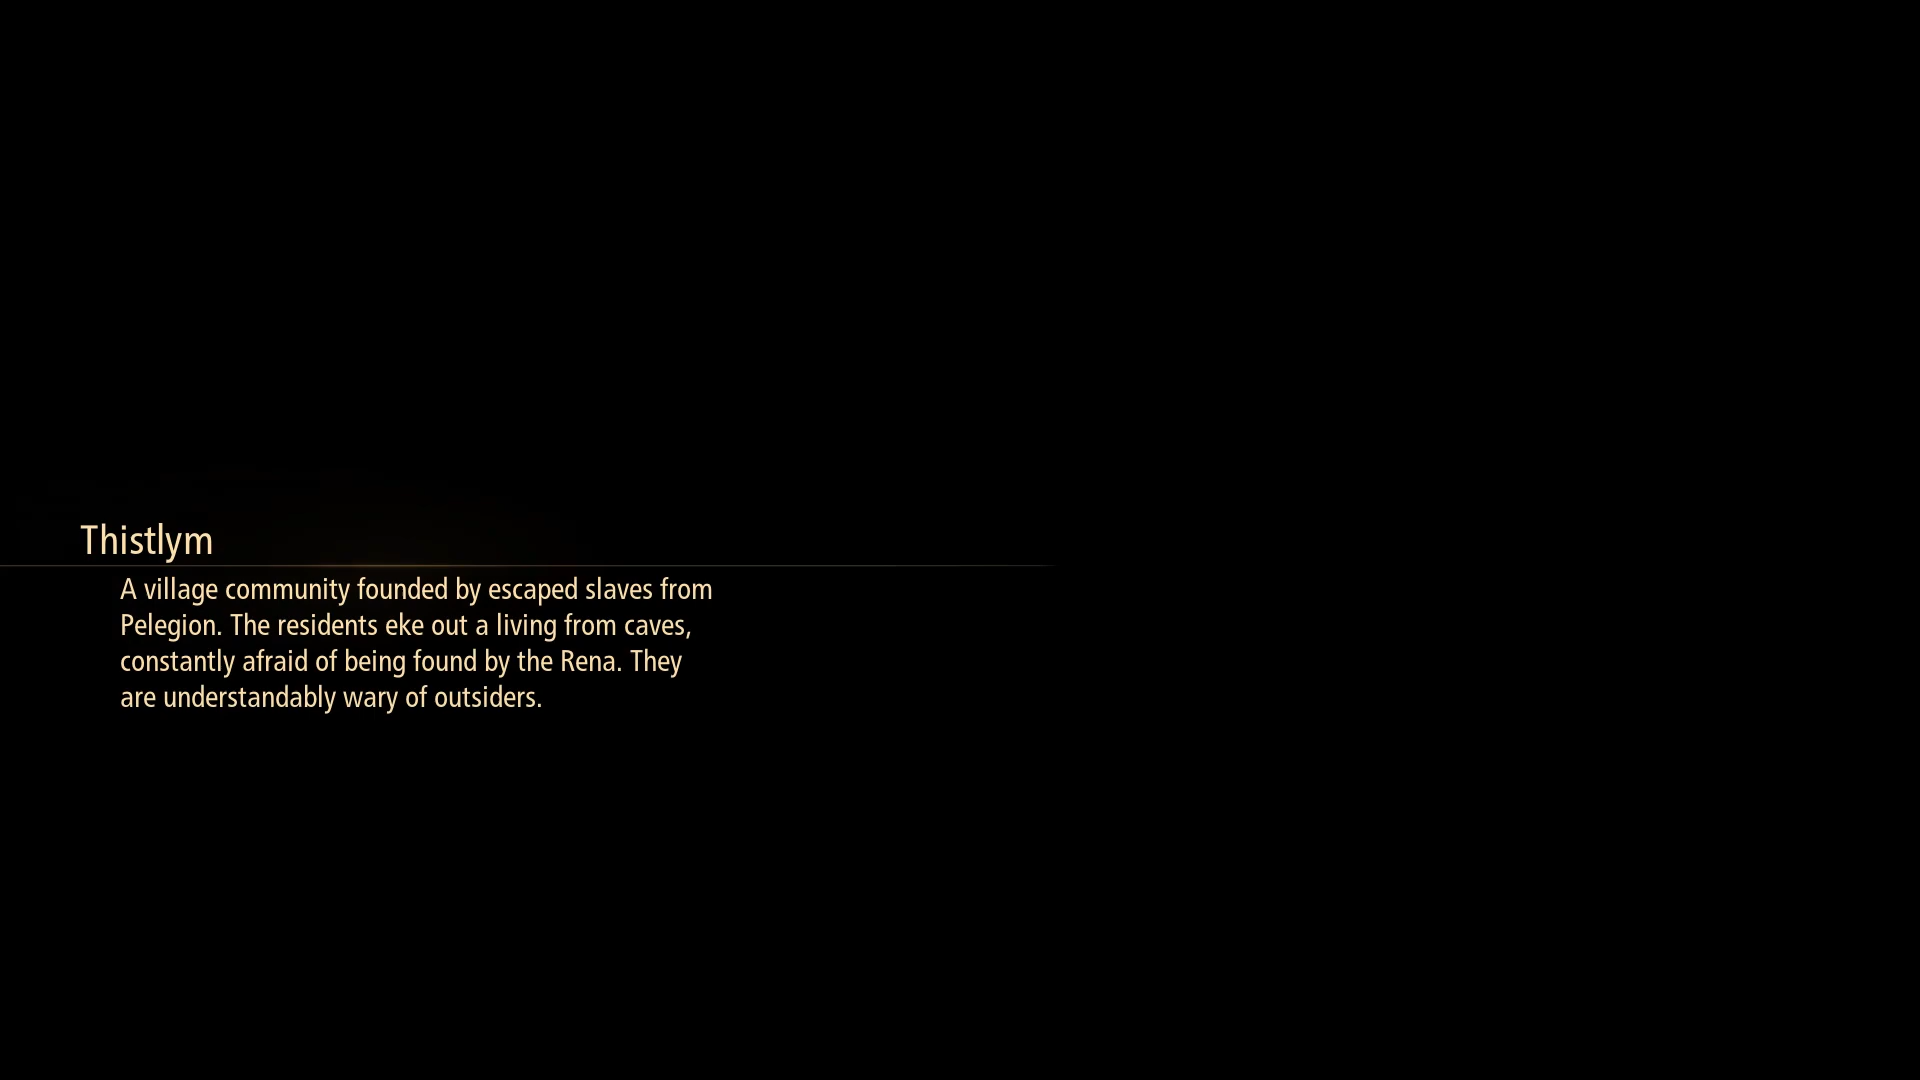 Thistlym
A village community founded by escaped slaves from
Pelegion. The residents eke out a living from caves,
constantly afraid of being found by the Rena. They
are understandably wary of outsiders.